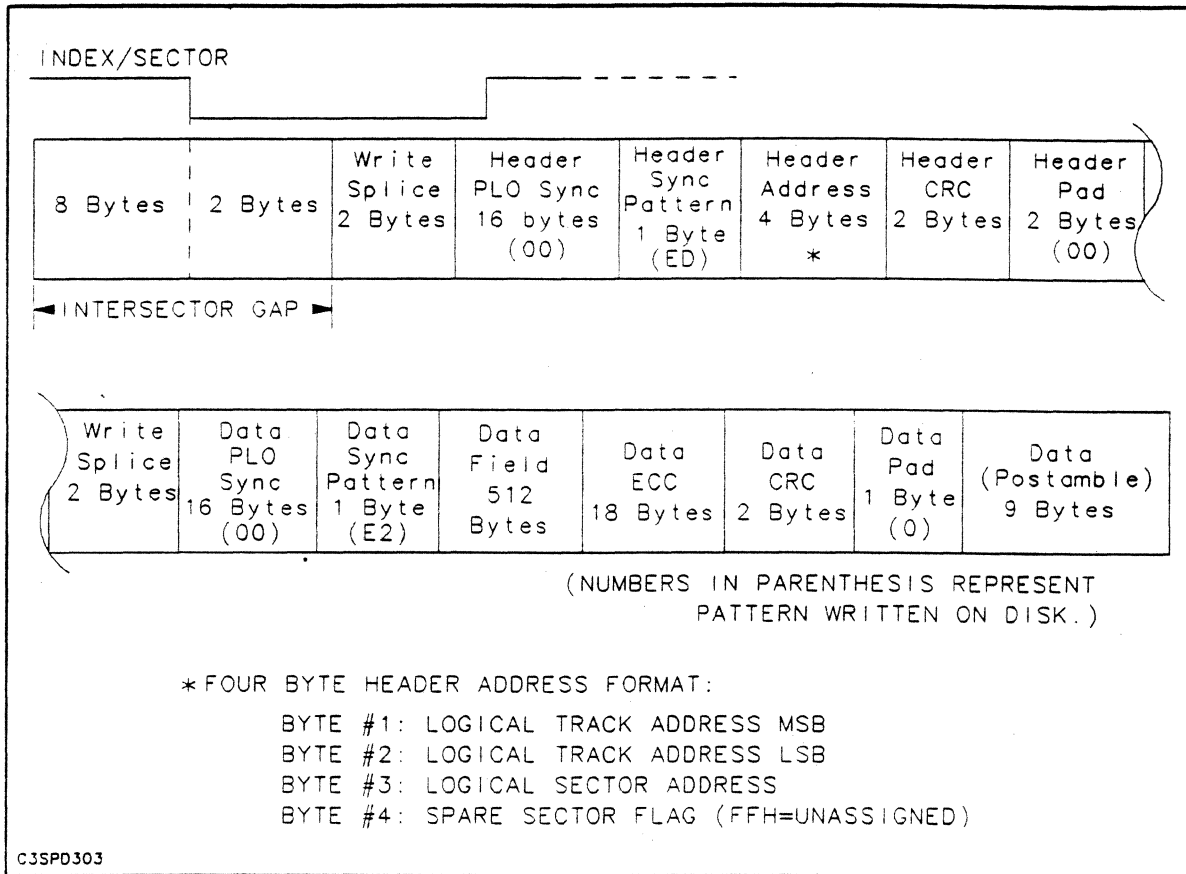 INDEX/SECTOR
8 Bytes
2 Bytes
Write
Splice
2 Bytes
Header
PLO Sync
16 bytes
(00)
Header
Sync
Pattern
1 Byte
(ED)
Header
Address
4 Bytes
*
Header
CRC
2 Bytes
Header
Pad
2 Bytes
(00)
INTERSECTOR GAP
Write
Splice
2 Bytes
Data
PLO
Sync
16 Bytes
(00)
Data
Sync
Pattern
1 Byte
(E2)
Data
Field
512
Bytes
Data
ECC
18 Bytes
Data
CRC
2 Bytes
Data
Pad
1 Byte
(0)
Data
(Postamble)
9 Bytes
(NUMBERS IN PARENTHESIS REPRESENT
PATTERN WRITTEN ON DISK.)
* FOUR BYTE HEADER ADDRESS FORMAT:
BYTE #1: LOGICAL TRACK ADDRESS MSB
BYTE #2: LOGICAL TRACK ADDRESS LSB
BYTE #3: LOGICAL SECTOR ADDRESS
BYTE #4: SPARE SECTOR FLAG (FFH=UNASSIGNED)
C3SPD303